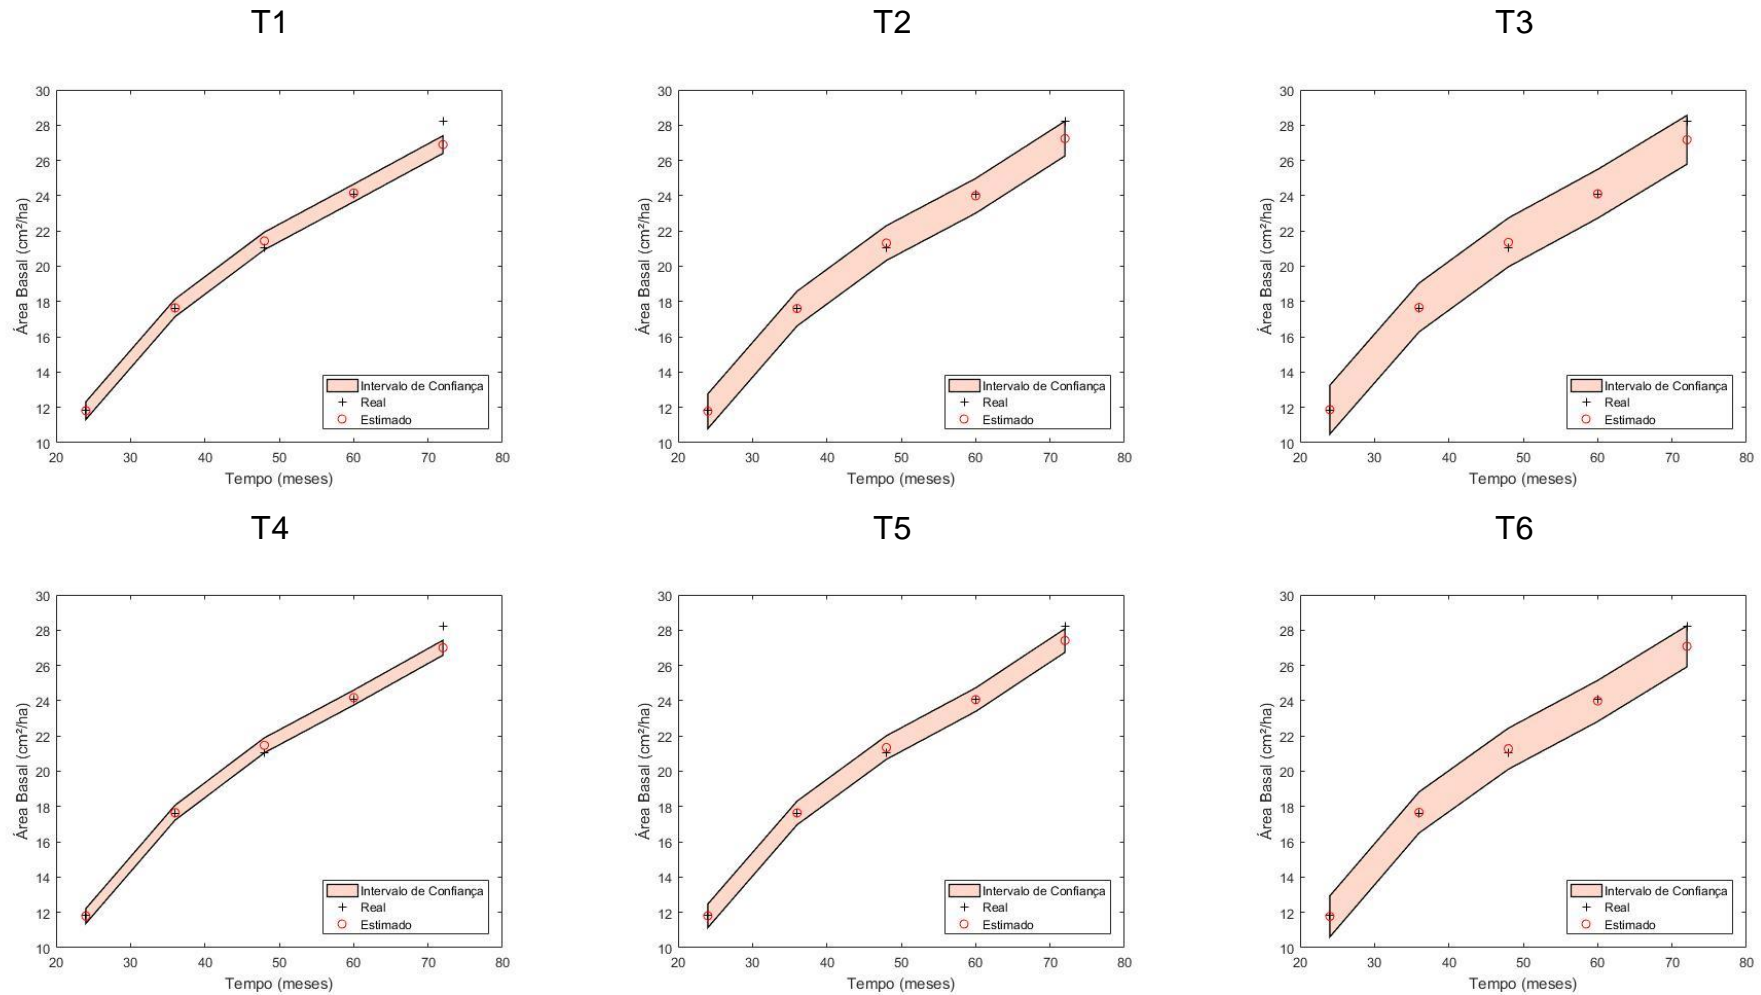 T1
T2
T3
30
28
26
24
22
20
18
16
14
12
10
20 30 40 50 60 70 80
Área Basal (cm²/ha)
Tempo (meses)
Intervalo de Confiança
Real
Estimado
30
28
26
24
22
20
18
16
14
12
10
20 30 40 50 60 70 80
Área Basal (cm²/ha)
Tempo (meses)
Intervalo de Confiança
Real
Estimado
30
28
26
24
22
20
18
16
14
12
10
20 30 40 50 60 70 80
Área Basal (cm²/ha)
Tempo (meses)
Intervalo de Confiança
Real
Estimado
T4
T5
T6
30
28
26
24
22
20
18
16
14
12
10
20 30 40 50 60 70 80
Área Basal (cm²/ha)
Tempo (meses)
Intervalo de Confiança
Real
Estimado
30
28
26
24
22
20
18
16
14
12
10
20 30 40 50 60 70 80
Área Basal (cm²/ha)
Tempo (meses)
Intervalo de Confiança
Real
Estimado
30
28
26
24
22
20
18
16
14
12
10
20 30 40 50 60 70 80
Área Basal (cm²/ha)
Tempo (meses)
Intervalo de Confiança
Real
Estimado